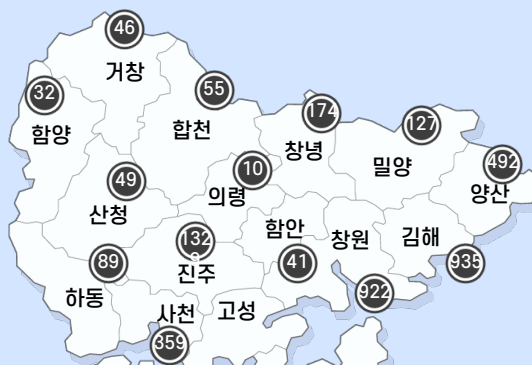 46
거창
32
함양
55
합천
174
창녕
127
밀양
492
양산
49
산청
10
의령
132
진주
함안
41
창원
김해
935
89
하동
922
사천
359
고성